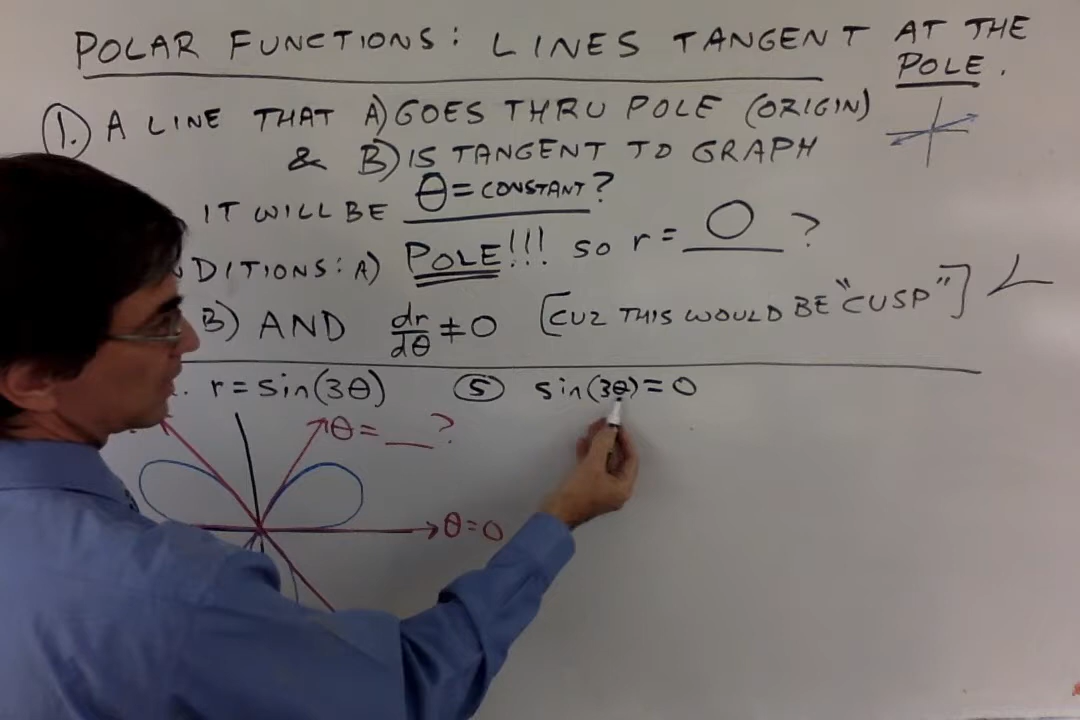 POLAR FUNCTIONS: LINES TANGENT AT THE POLE.
1. A LINE THAT A) GOES THRU POLE (ORIGIN)
& B) IS TANGENT TO GRAPH
IT WILL BE θ = CONSTANT?
DITIONS: A) POLE!!! so r = 0 ?
B) AND dr/dθ ≠ 0 [CUZ THIS WOULD BE "CUSP"]
r = sin(3θ) 5 sin(3θ) = 0
θ = __ ?
θ = 0